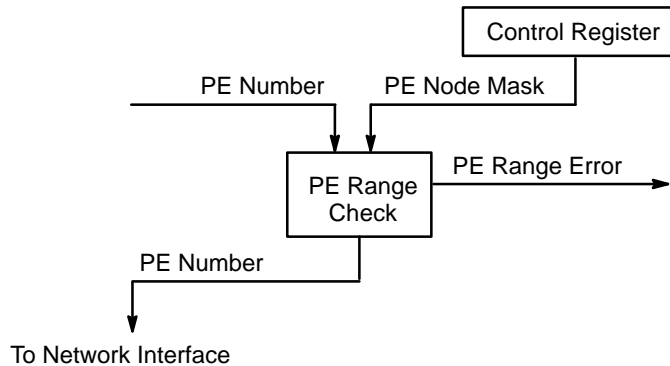 Control Register
PE Number
PE Node Mask
PE Range
Check
PE Range Error
PE Number
To Network Interface